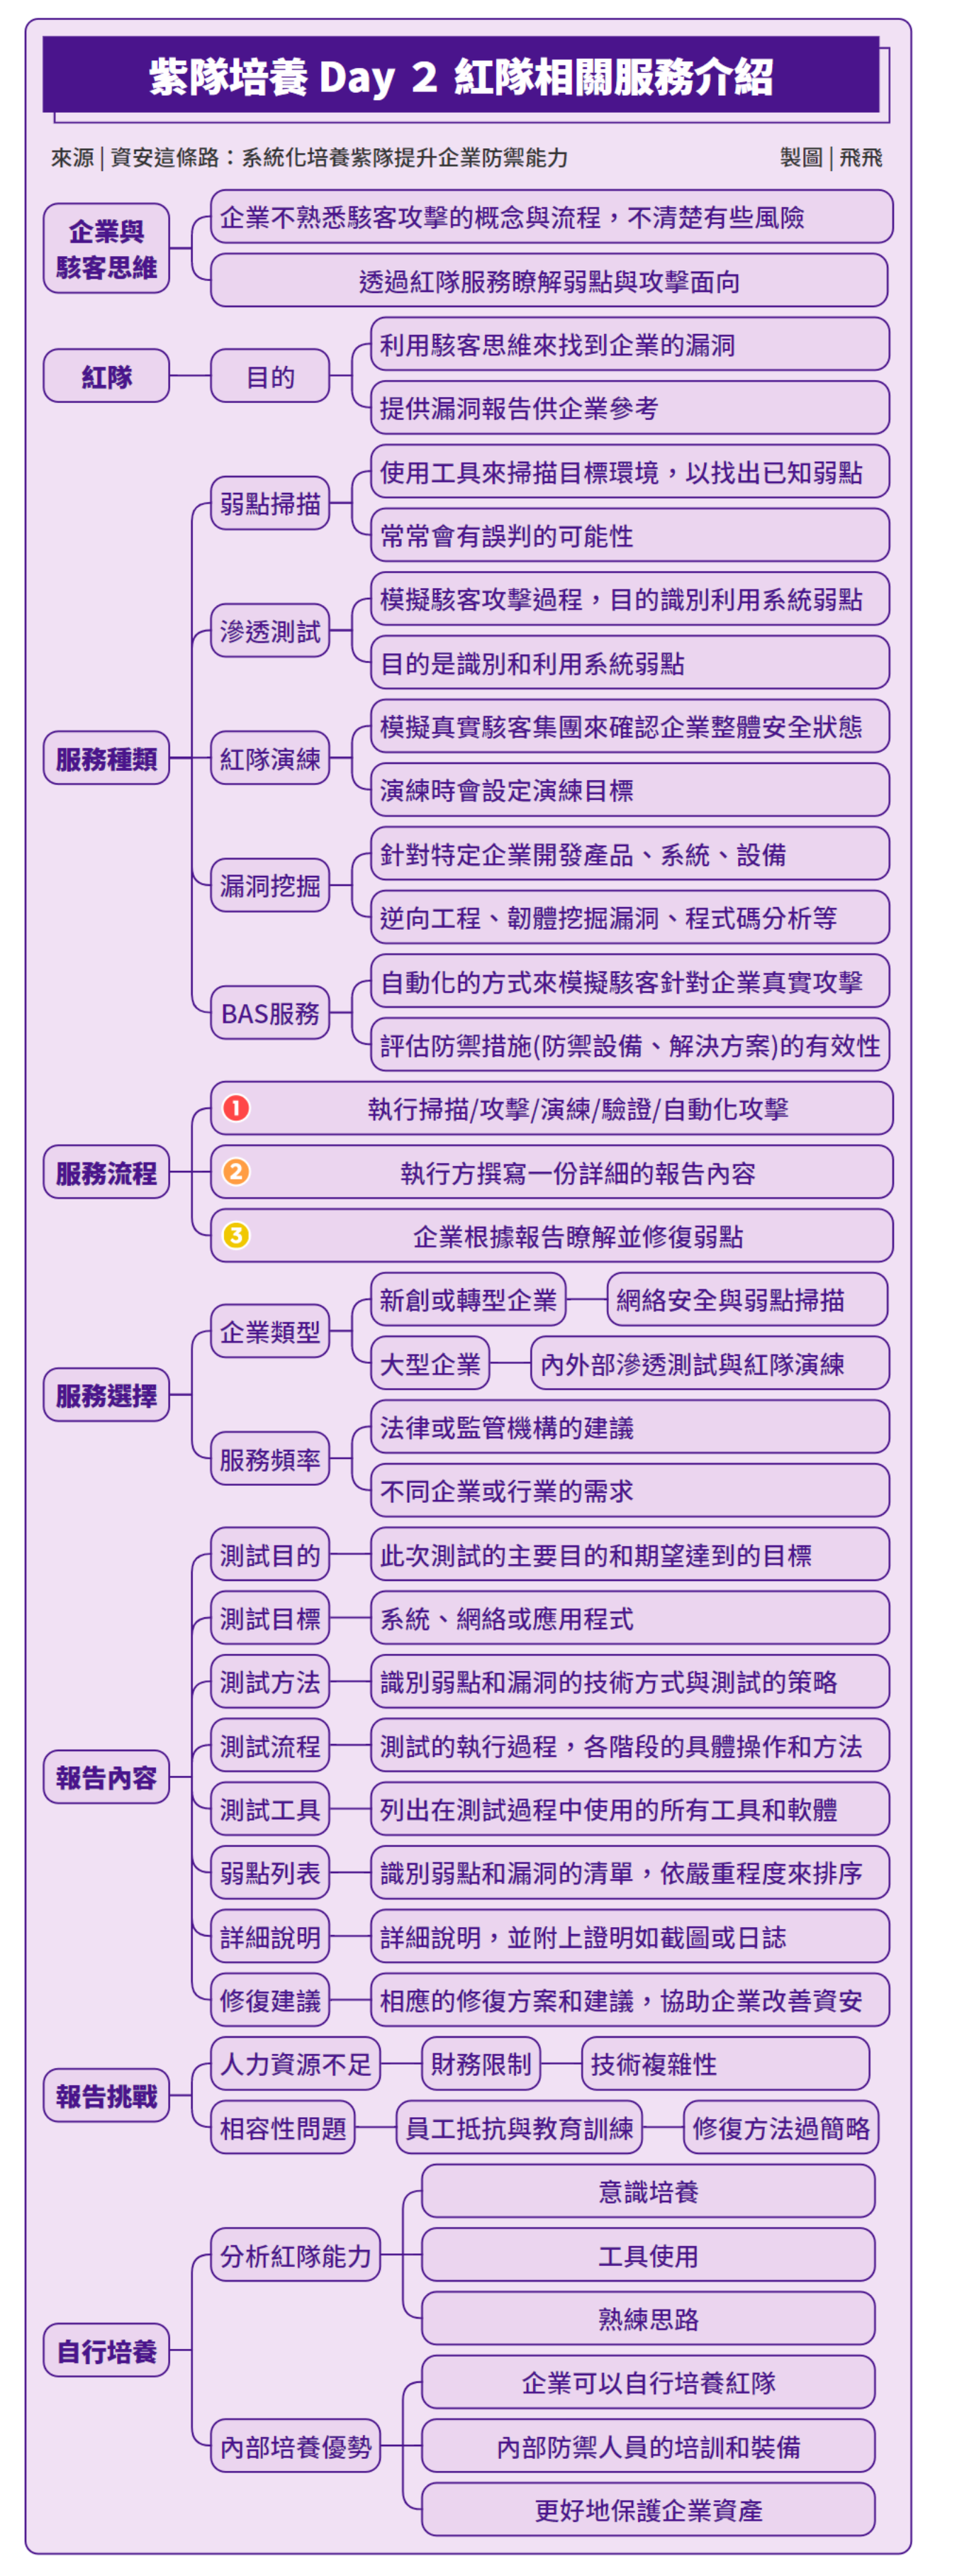 紫隊培養 Day 2 紅隊相關服務介紹
來源 | 資安這條路：系統化培養紫隊提升企業防禦能力
製圖 | 飛飛
企業與
駭客思維
企業不熟悉駭客攻擊的概念與流程，不清楚有些風險
透過紅隊服務瞭解弱點與攻擊面向
紅隊
目的
利用駭客思維來找到企業的漏洞
提供漏洞報告供企業參考
服務種類
弱點掃描
使用工具來掃描目標環境，以找出已知弱點
常常會有誤判的可能性
滲透測試
模擬駭客攻擊過程，目的識別利用系統弱點
目的是識別和利用系統弱點
紅隊演練
模擬真實駭客集團來確認企業整體安全狀態
演練時會設定演練目標
漏洞挖掘
針對特定企業開發產品、系統、設備
逆向工程、韌體挖掘漏洞、程式碼分析等
BAS服務
自動化的方式來模擬駭客針對企業真實攻擊
評估防禦措施(防禦設備、解決方案)的有效性
服務流程
1 執行掃描/攻擊/演練/驗證/自動化攻擊
2 執行方撰寫一份詳細的報告內容
3 企業根據報告瞭解並修復弱點
服務選擇
企業類型
新創或轉型企業
網絡安全與弱點掃描
大型企業
內外部滲透測試與紅隊演練
服務頻率
法律或監管機構的建議
不同企業或行業的需求
報告內容
測試目的
此次測試的主要目的和期望達到的目標
測試目標
系統、網絡或應用程式
測試方法
識別弱點和漏洞的技術方式與測試的策略
測試流程
測試的執行過程，各階段的具體操作和方法
測試工具
列出在測試過程中使用的所有工具和軟體
弱點列表
識別弱點和漏洞的清單，依嚴重程度來排序
詳細說明
詳細說明，並附上證明如截圖或日誌
修復建議
相應的修復方案和建議，協助企業改善資安
報告挑戰
人力資源不足
財務限制
技術複雜性
相容性問題
員工抵抗與教育訓練
修復方法過簡略
自行培養
分析紅隊能力
意識培養
工具使用
熟練思路
內部培養優勢
企業可以自行培養紅隊
內部防禦人員的培訓和裝備
更好地保護企業資產